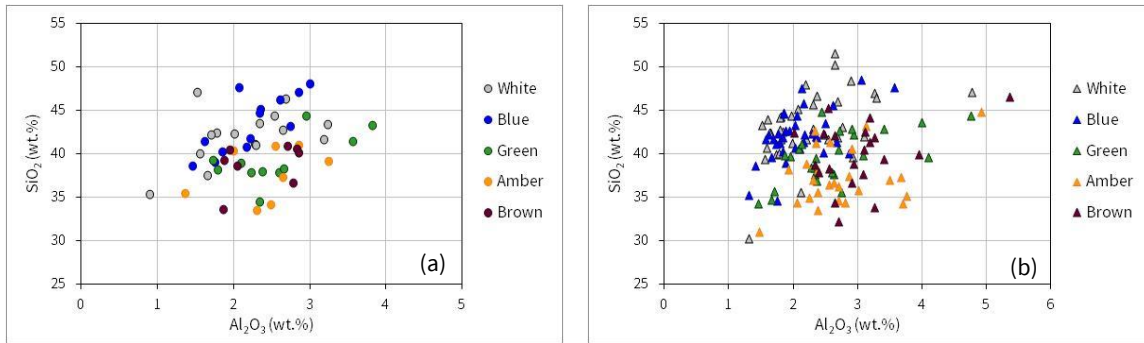 55
50
45
40
35
30
25
SiO₂ (wt.%)
0 1 2 3 4 5
Al₂O₃ (wt.%)
White
Blue
Green
Amber
Brown
(a)
55
50
45
40
35
30
25
SiO₂ (wt.%)
0 1 2 3 4 5 6
Al₂O₃ (wt.%)
White
Blue
Green
Amber
Brown
(b)